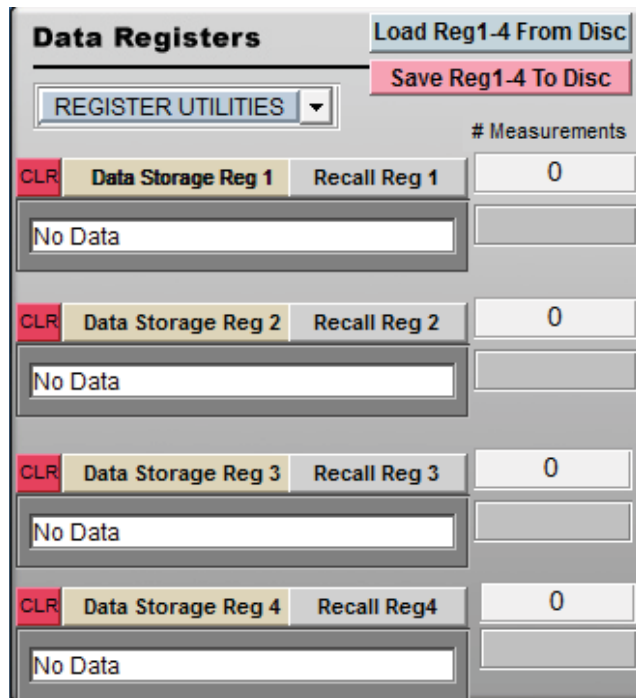 Data Registers
Load Reg1-4 From Disc
Save Reg1-4 To Disc
REGISTER UTILITIES
# Measurements
CLR Data Storage Reg 1 Recall Reg 1 0
No Data
CLR Data Storage Reg 2 Recall Reg 2 0
No Data
CLR Data Storage Reg 3 Recall Reg 3 0
No Data
CLR Data Storage Reg 4 Recall Reg4 0
No Data